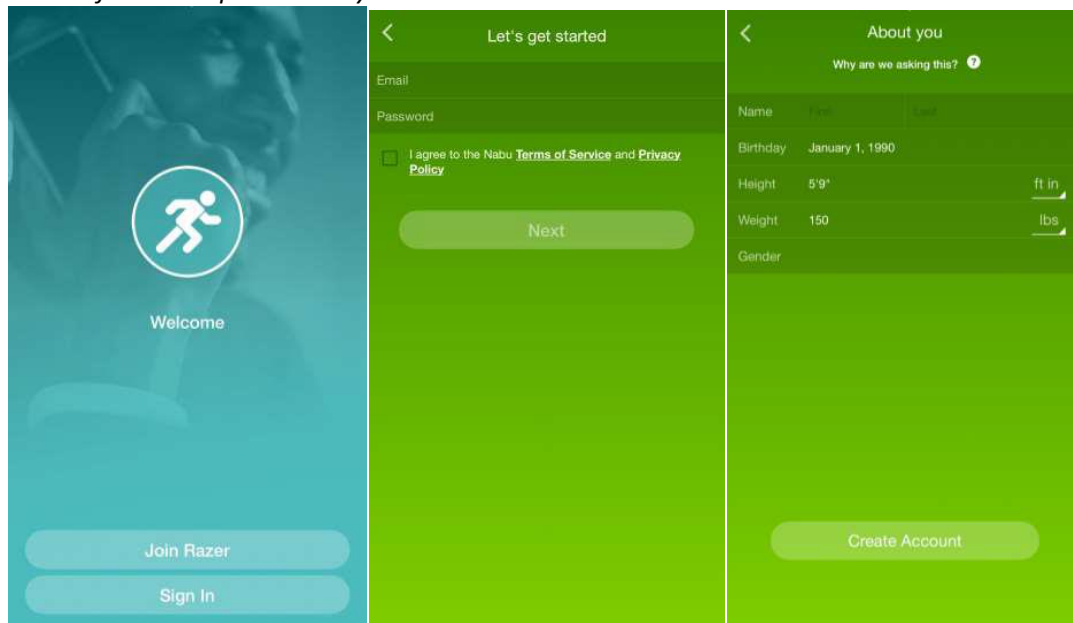 Welcome
Join Razer
Sign In
Let's get started
Email
Password
I agree to the Nabu Terms of Service and Privacy
Policy
Next
About you
Why are we asking this? ?
Name First Last
Birthday January 1, 1990
Height 5'9" ft in
Weight 150 lbs
Gender
Create Account